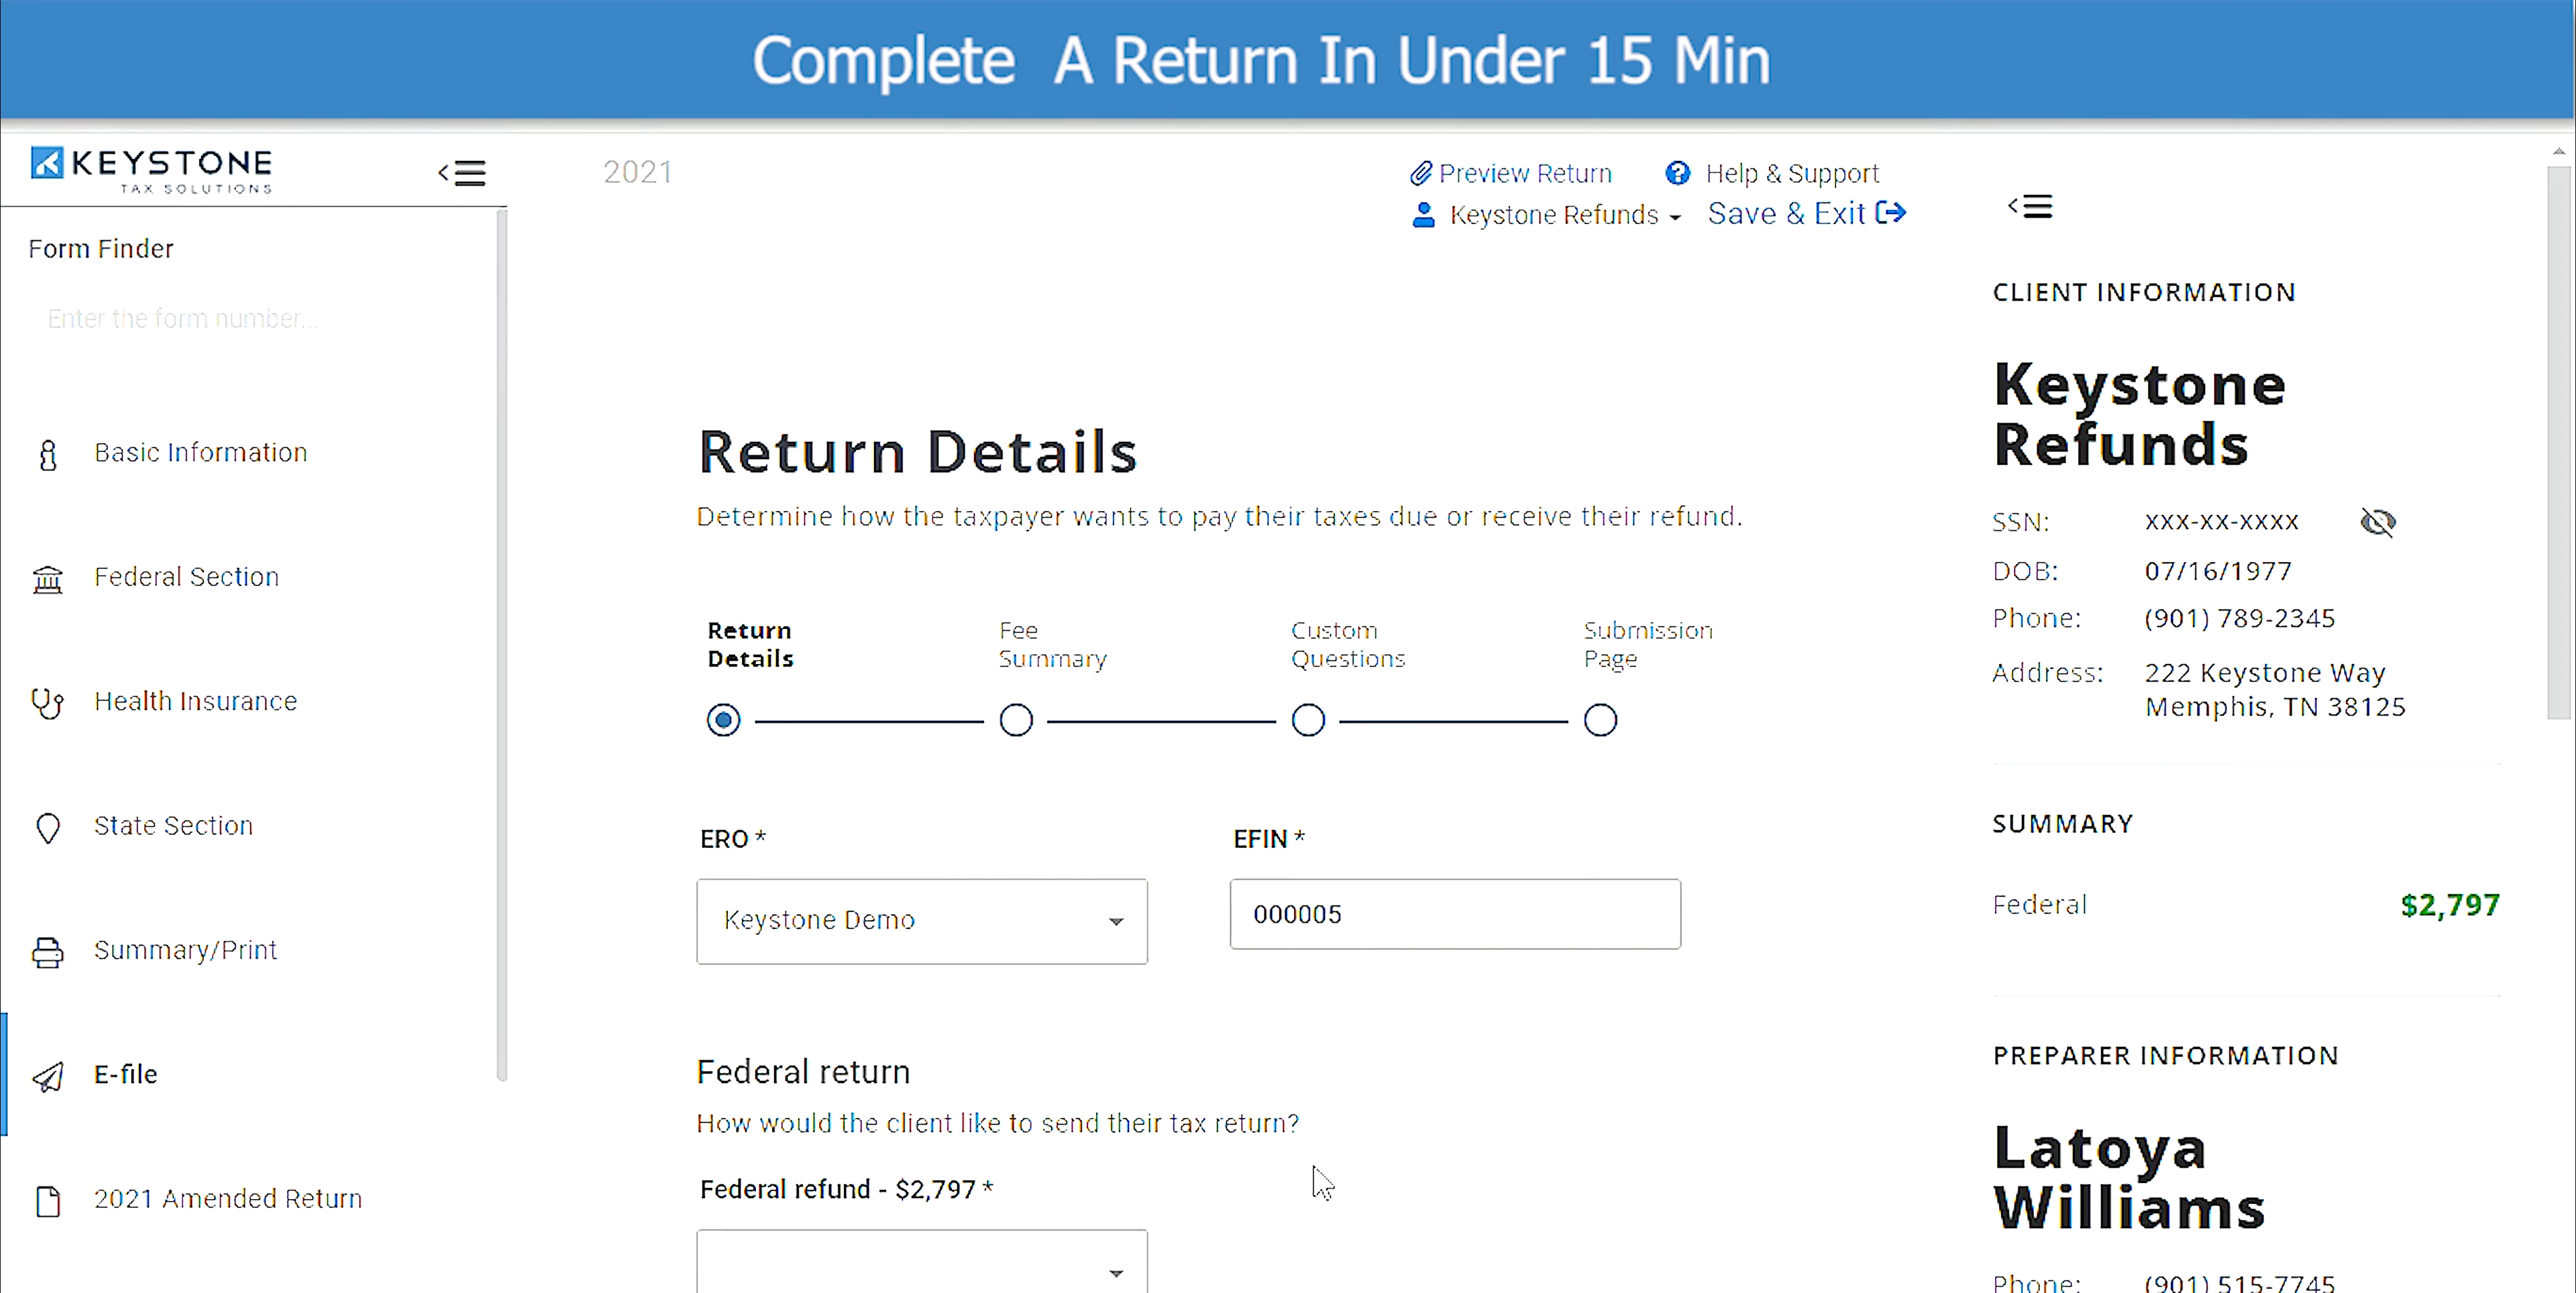 Complete A Return In Under 15 Min
KEYSTONE
TAX SOLUTIONS
2021
Preview Return
Help & Support
Keystone Refunds
Save & Exit
Form Finder
Enter the form number...
Basic Information
Federal Section
Health Insurance
State Section
Summary/Print
E-file
2021 Amended Return
Return Details
Determine how the taxpayer wants to pay their taxes due or receive their refund.
Return
Details
Fee
Summary
Custom
Questions
Submission
Page
ERO *
Keystone Demo
EFIN *
000005
Federal return
How would the client like to send their tax return?
Federal refund - $2,797 *
CLIENT INFORMATION
Keystone
Refunds
SSN: xxx-xx-xxxx
DOB: 07/16/1977
Phone: (901) 789-2345
Address: 222 Keystone Way
Memphis, TN 38125
SUMMARY
Federal $2,797
PREPARER INFORMATION
Latoya
Williams
Phone: (901) 515-7745